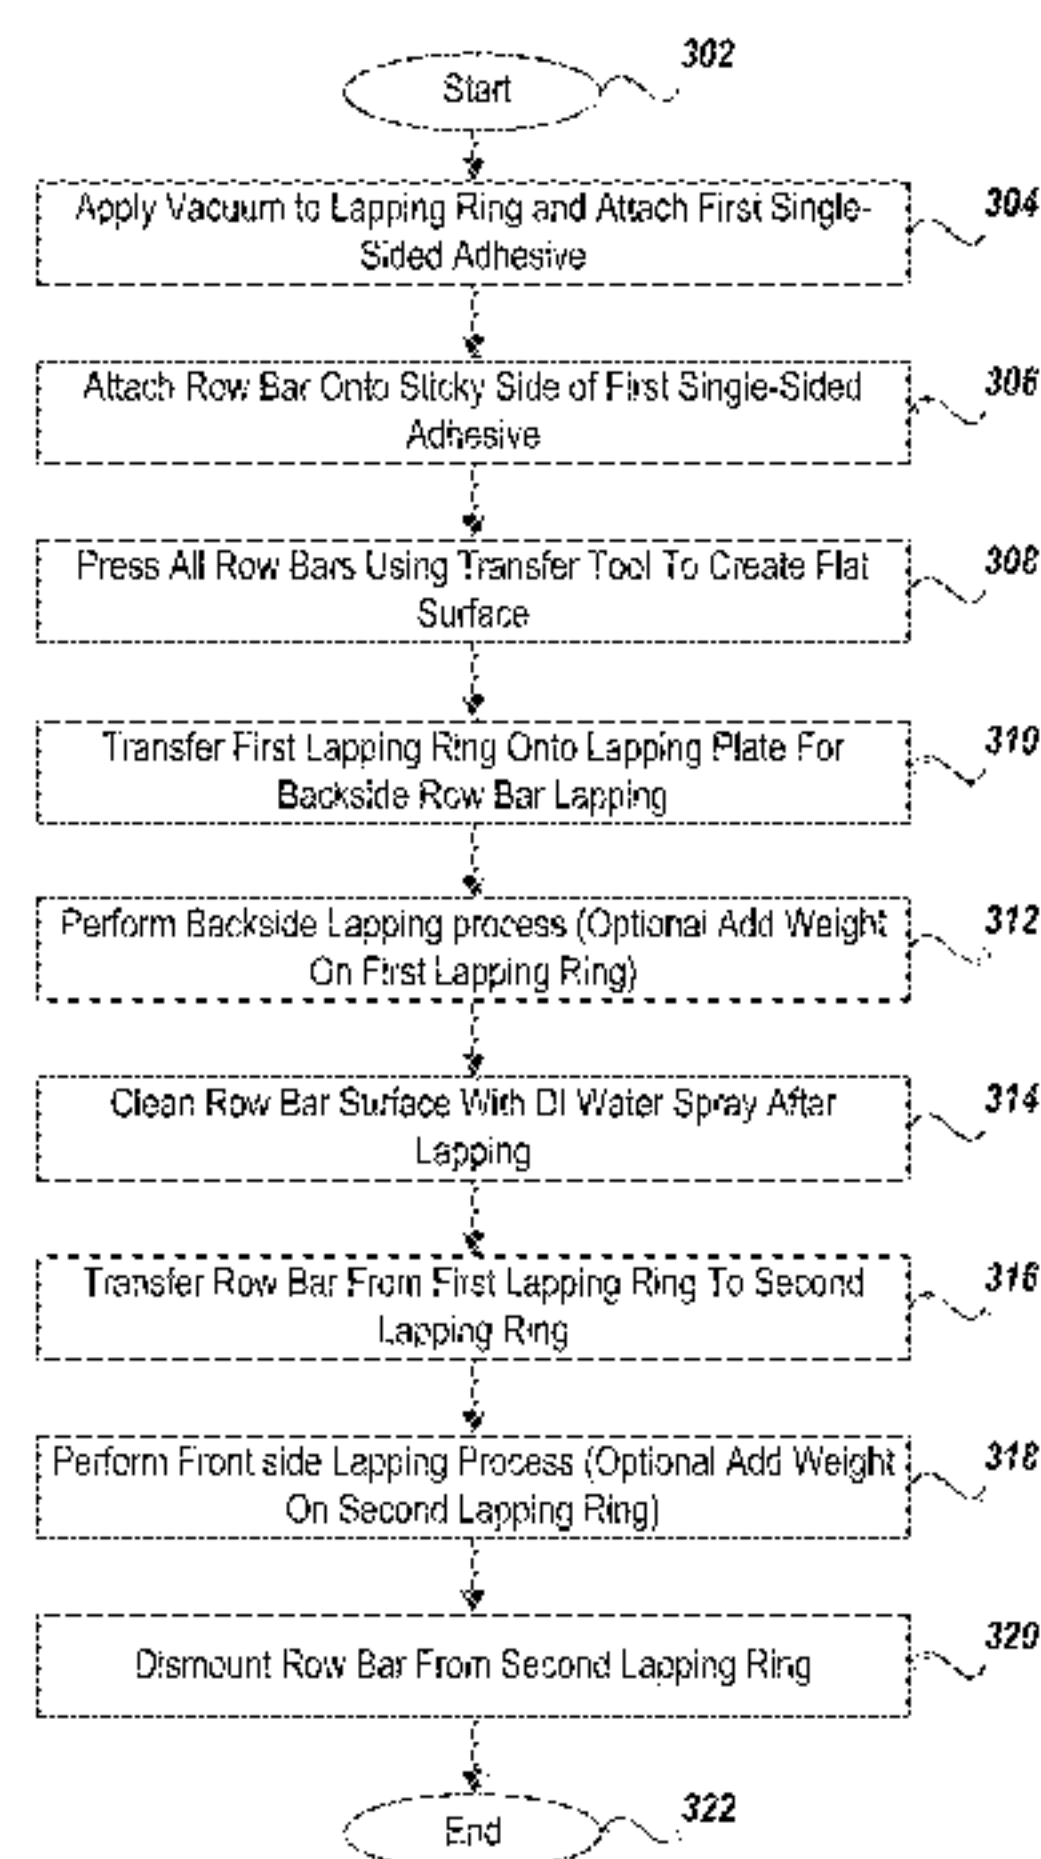 302
Start
304
Apply Vacuum to Lapping Ring and Attach First Single-
Sided Adhesive
306
Attach Row Bar Onto Sticky Side of First Single-Sided
Adhesive
308
Press All Row Bars Using Transfer Tool To Create Flat
Surface
310
Transfer First Lapping Ring Onto Lapping Plate For
Backside Row Bar Lapping
312
Perform Backside Lapping process (Optional Add Weight
On First Lapping Ring)
314
Clean Row Bar Surface With DI Water Spray After
Lapping
316
Transfer Row Bar From First Lapping Ring To Second
Lapping Ring
318
Perform Front side Lapping Process (Optional Add Weight
On Second Lapping Ring)
320
Dismount Row Bar From Second Lapping Ring
322
End